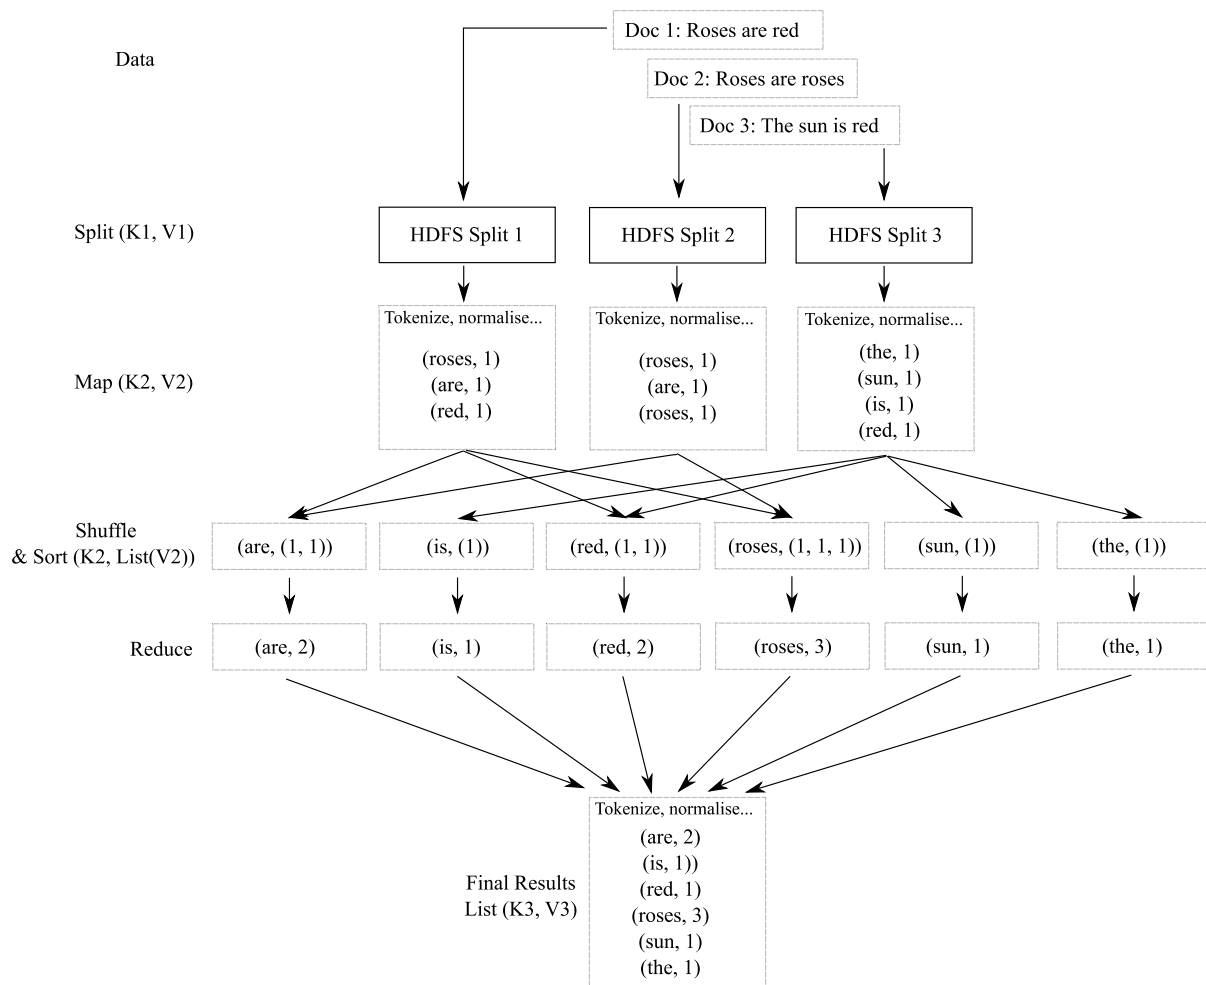 Data
Doc 1: Roses are red
Doc 2: Roses are roses
Doc 3: The sun is red
Split (K1, V1)
HDFS Split 1
HDFS Split 2
HDFS Split 3
Map (K2, V2)
Tokenize, normalise...
(roses, 1)
(are, 1)
(red, 1)
Tokenize, normalise...
(roses, 1)
(are, 1)
(roses, 1)
Tokenize, normalise...
(the, 1)
(sun, 1)
(is, 1)
(red, 1)
Shuffle
& Sort (K2, List(V2))
(are, (1, 1))
(is, (1))
(red, (1, 1))
(roses, (1, 1, 1))
(sun, (1))
(the, (1))
Reduce
(are, 2)
(is, 1)
(red, 2)
(roses, 3)
(sun, 1)
(the, 1)
Final Results
List (K3, V3)
Tokenize, normalise...
(are, 2)
(is, 1))
(red, 1)
(roses, 3)
(sun, 1)
(the, 1)